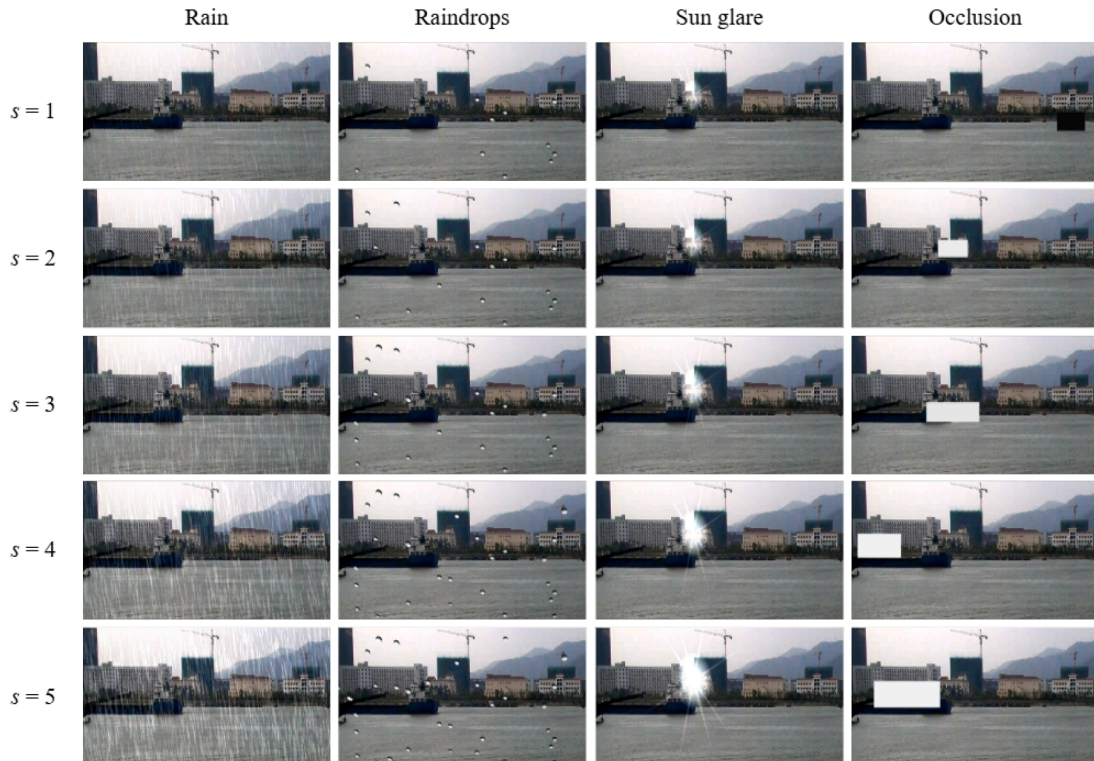 Rain Raindrops Sun glare Occlusion
s = 1
s = 2
s = 3
s = 4
s = 5